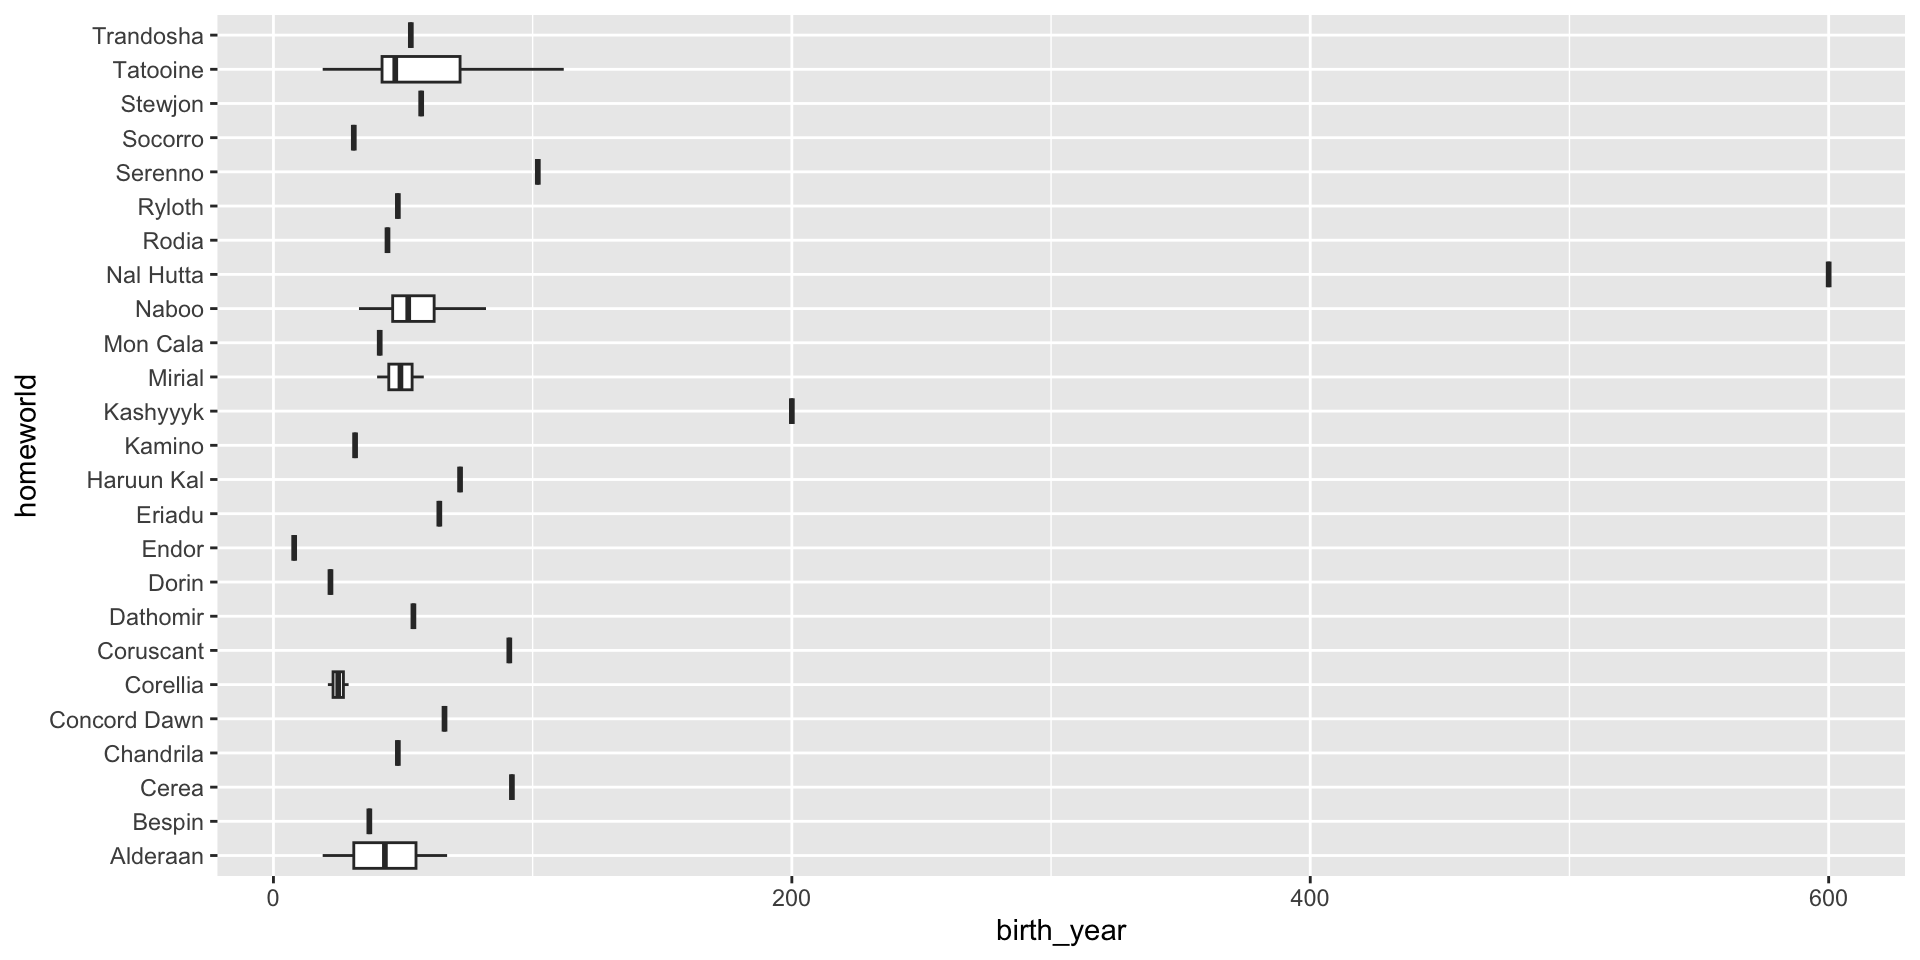 Trandosha
Tatooine
Stewjon
Socorro
Serenno
Ryloth
Rodia
Nal Hutta
Naboo
Mon Cala
Mirial
Kashyyyk
Kamino
Haruun Kal
Eriadu
Endor
Dorin
Dathomir
Coruscant
Corellia
Concord Dawn
Chandrila
Cerea
Bespin
Alderaan
homeworld
0 200 400 600
birth_year